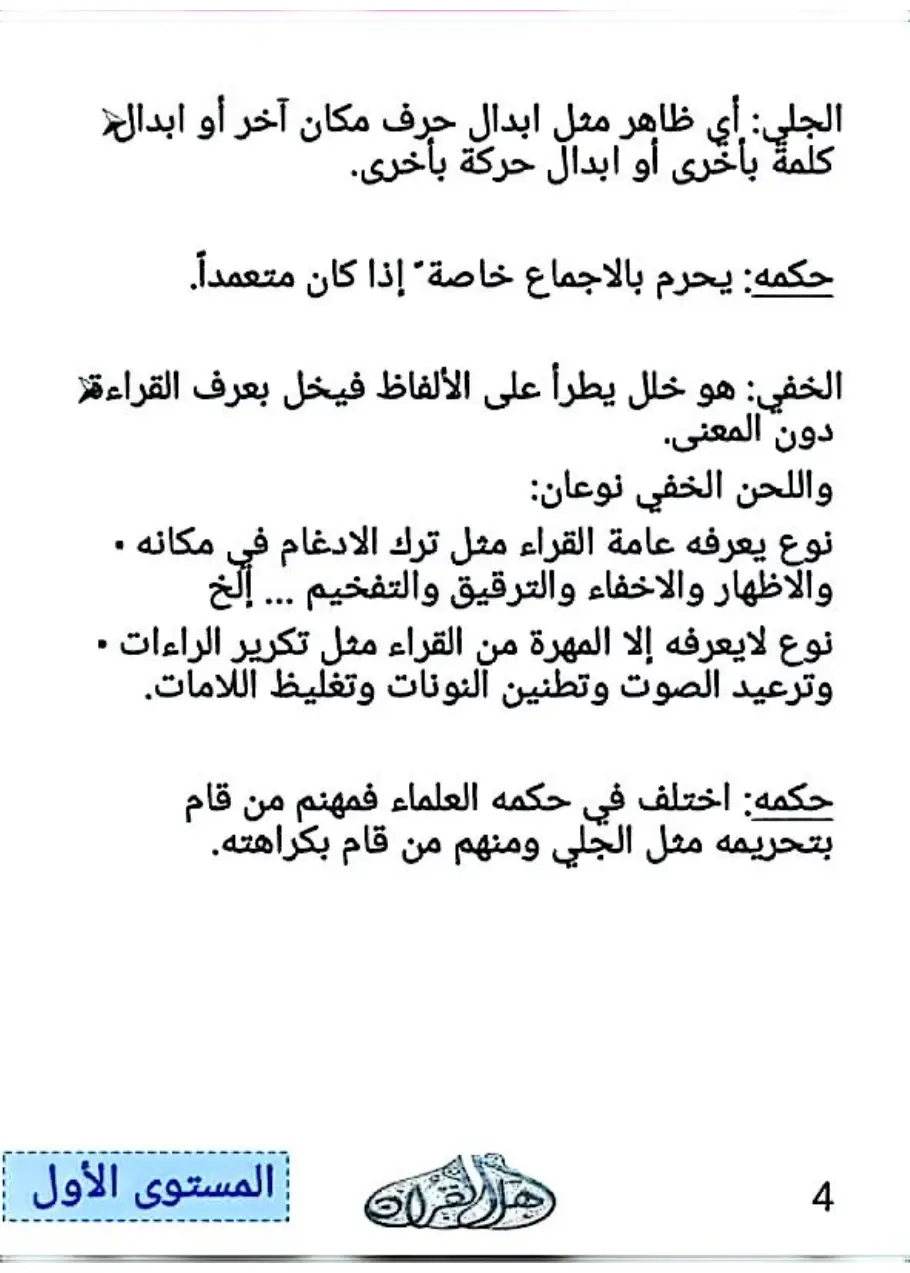 الجلي: أي ظاهر مثل ابدال حرف مكان آخر أو ابدال
كلمةً بأخرى أو ابدال حركة بأخرى.
حكمه: يحرم بالاجماع خاصة ً إذا كان متعمداً.
الخفي: هو خلل يطرأ على الألفاظ فيخل بعرف القراءة
دون المعنى.
واللحن الخفي نوعان:
نوع يعرفه عامة القراء مثل ترك الادغام في مكانه •
والاظهار والاخفاء والترقيق والتفخيم ... إلخ
نوع لايعرفه إلا المهرة من القراء مثل تكرير الراءات •
وترعيد الصوت وتطنين النونات وتغليظ اللامات.
حكمه: اختلف في حكمه العلماء فمهنم من قام
بتحريمه مثل الجلي ومنهم من قام بكراهته.
4
المستوى الأول